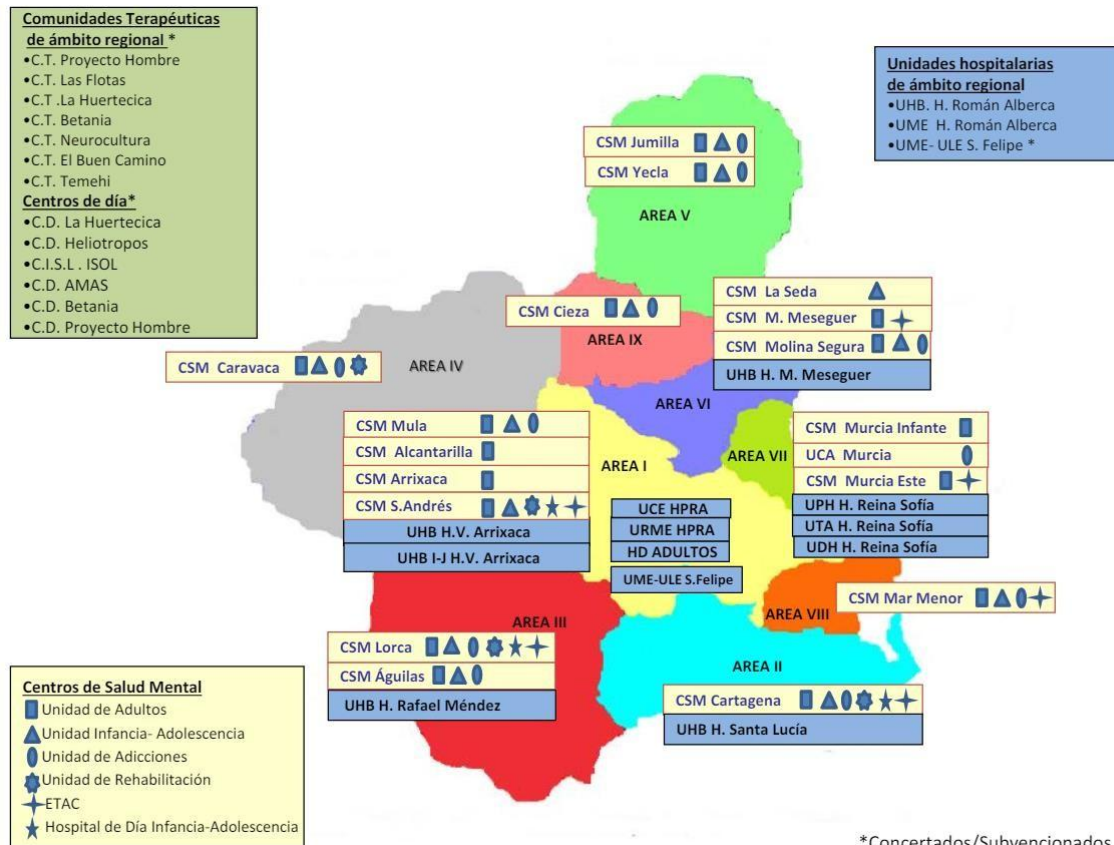 Comunidades Terapéuticas
de ámbito regional *
•C.T. Proyecto Hombre
•C.T. Las Flotas
•C.T .La Huertecica
•C.T. Betania
•C.T. Neurocultura
•C.T. El Buen Camino
•C.T. Temehi
Centros de día*
•C.D. La Huertecica
•C.D. Heliotropos
•C.I.S.L . ISOL
•C.D. AMAS
•C.D. Betania
•C.D. Proyecto Hombre
Unidades hospitalarias
de ámbito regional
•UHB. H. Román Alberca
•UME H. Román Alberca
•UME- ULE S. Felipe *
CSM Jumilla
CSM Yecla
AREA V
CSM Cieza
AREA IX
CSM La Seda
CSM M. Meseguer
CSM Molina Segura
UHB H. M. Meseguer
CSM Caravaca
AREA IV
AREA VI
CSM Mula
CSM Alcantarilla
CSM Arrixaca
CSM S.Andrés
UHB H.V. Arrixaca
UHB I-J H.V. Arrixaca
AREA I
UCE HPRA
URME HPRA
HD ADULTOS
UME-ULE S.Felipe
AREA VII
CSM Murcia Infante
UCA Murcia
CSM Murcia Este
UPH H. Reina Sofía
UTA H. Reina Sofía
UDH H. Reina Sofía
CSM Mar Menor
AREA VIII
AREA III
CSM Lorca
CSM Águilas
UHB H. Rafael Méndez
AREA II
CSM Cartagena
UHB H. Santa Lucía
Centros de Salud Mental
Unidad de Adultos
Unidad Infancia- Adolescencia
Unidad de Adicciones
Unidad de Rehabilitación
ETAC
Hospital de Día Infancia-Adolescencia
*Concertados/Subvencionados